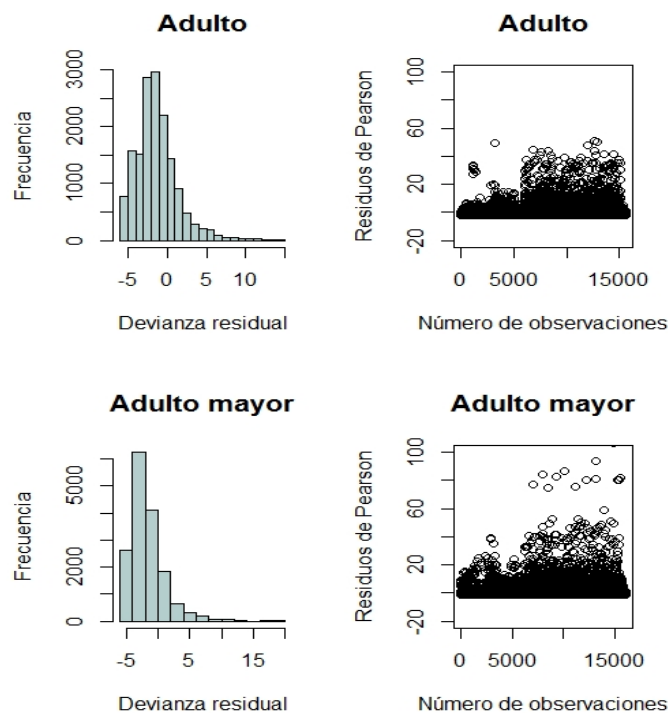 Adulto
Frecuencia
0 1000 2000 3000
-5 0 5 10
Devianza residual
Adulto
Residuos de Pearson
-20 20 60 100
0 5000 15000
Número de observaciones
Adulto mayor
Frecuencia
0 2000 5000
-5 5 15
Devianza residual
Adulto mayor
Residuos de Pearson
-20 20 60 100
0 5000 15000
Número de observaciones